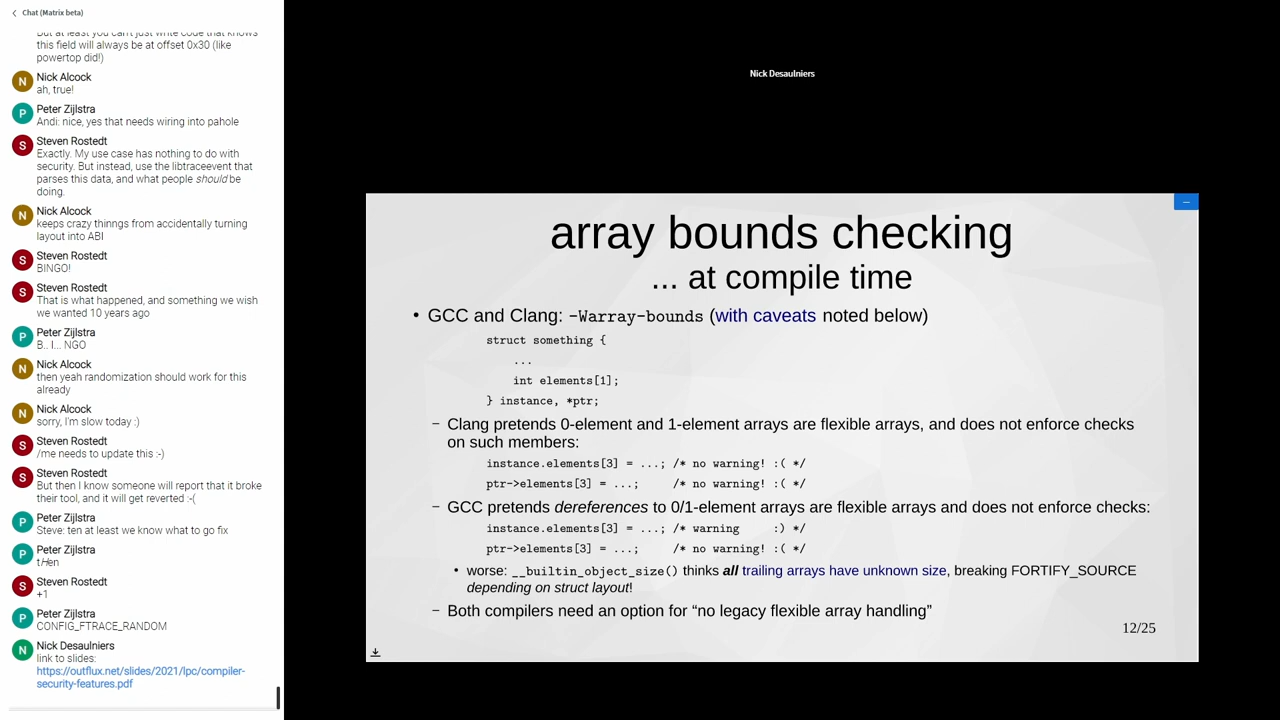 Chat (Matrix beta)
But at least you can't just write code that knows
this field will always be at offset 0x30 (like
powertop did!)
N
Nick Alcock
ah, true!
P
Peter Zijlstra
Andi: nice, yes that needs wiring into pahole
S
Steven Rostedt
Exactly. My use case has nothing to do with
security. But instead, use the libtraceevent that
parses this data, and what people should be
doing.
N
Nick Alcock
keeps crazy thinngs from accidentally turning
layout into ABI
S
Steven Rostedt
BINGO!
S
Steven Rostedt
That is what happened, and something we wish
we wanted 10 years ago
P
Peter Zijlstra
B.. I... NGO
N
Nick Alcock
then yeah randomization should work for this
already
N
Nick Alcock
sorry, I'm slow today :)
S
Steven Rostedt
/me needs to update this :-)
S
Steven Rostedt
But then I know someone will report that it broke
their tool, and it will get reverted :-(
P
Peter Zijlstra
Steve: ten at least we know what to go fix
P
Peter Zijlstra
tHen
S
Steven Rostedt
+1
P
Peter Zijlstra
CONFIG_FTRACE_RANDOM
N
Nick Desaulniers
link to slides:
https://outflux.net/slides/2021/lpc/compiler-
security-features.pdf
Nick Desaulniers
array bounds checking
... at compile time
• GCC and Clang: -Warray-bounds (with caveats noted below)
struct something {
...
int elements[1];
} instance, *ptr;
– Clang pretends 0-element and 1-element arrays are flexible arrays, and does not enforce checks
on such members:
instance.elements[3] = ...; /* no warning! :( */
ptr->elements[3] = ...; /* no warning! :( */
– GCC pretends dereferences to 0/1-element arrays are flexible arrays and does not enforce checks:
instance.elements[3] = ...; /* warning :) */
ptr->elements[3] = ...; /* no warning! :( */
• worse: __builtin_object_size() thinks all trailing arrays have unknown size, breaking FORTIFY_SOURCE
depending on struct layout!
– Both compilers need an option for “no legacy flexible array handling”
12/25